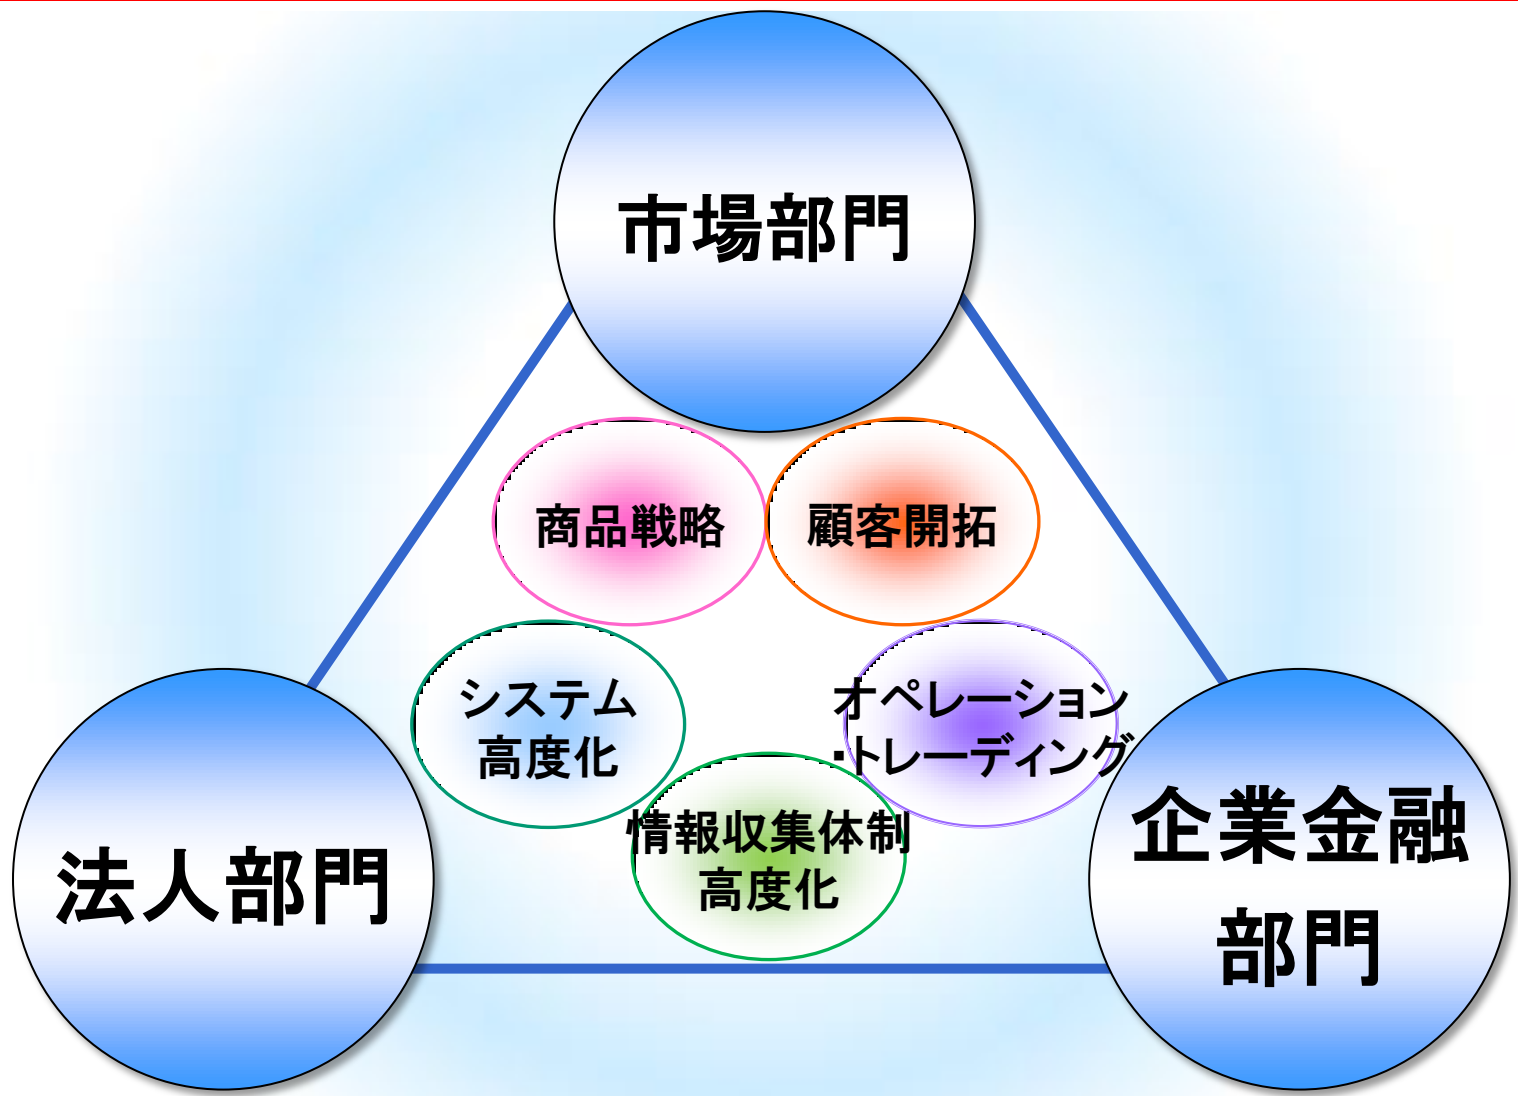 市場部門
商品戦略
顧客開拓
システム
高度化
オペレーション
・トレーディング
情報収集体制
高度化
法人部門
企業金融
部門